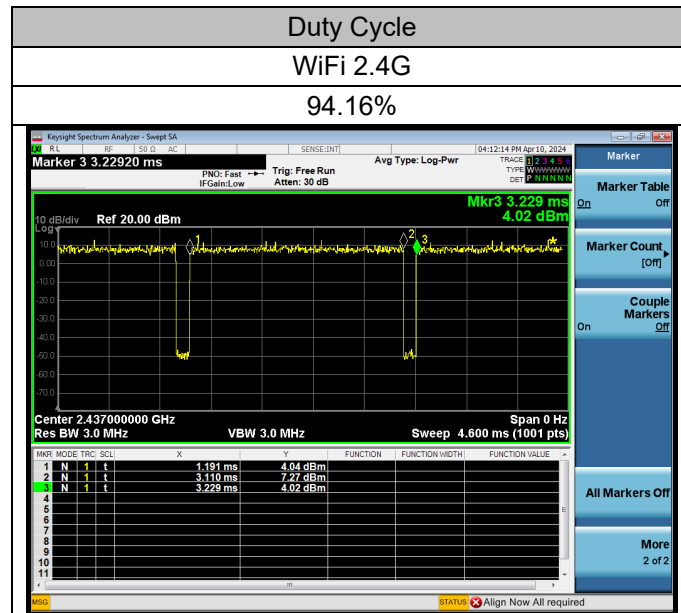 Duty Cycle
WiFi 2.4G
94.16%
Keysight Spectrum Analyzer - Swept SA
RL RF 50 Ω AC SENSE:INT 04:12:14 PM Apr 10, 2024
Marker 3 3.22920 ms
PNO: Fast
IFGain:Low
Trig: Free Run
Atten: 30 dB
Avg Type: Log-Pwr
TRACE 1 2 3 4 5 6
TYPE WWWWWW
DET P NNNNN
Mkr3 3.229 ms
4.02 dBm
10 dB/div Ref 20.00 dBm
Log
10.0
0.00
-10.0
-20.0
-30.0
-40.0
-50.0
-60.0
-70.0
1
2
3
Center 2.437000000 GHz Span 0 Hz
Res BW 3.0 MHz VBW 3.0 MHz Sweep 4.600 ms (1001 pts)
MKR MODE TRC SCL X Y FUNCTION FUNCTION WIDTH FUNCTION VALUE
1 N 1 t 1.191 ms 4.04 dBm
2 N 1 t 3.110 ms 7.27 dBm
3 N 1 t 3.229 ms 4.02 dBm
4
5
6
7
8
9
10
11
MSG STATUS Align Now All required
Marker
Marker Table
On Off
Marker Count
[Off]
Couple
Markers
On Off
All Markers Off
More
2 of 2